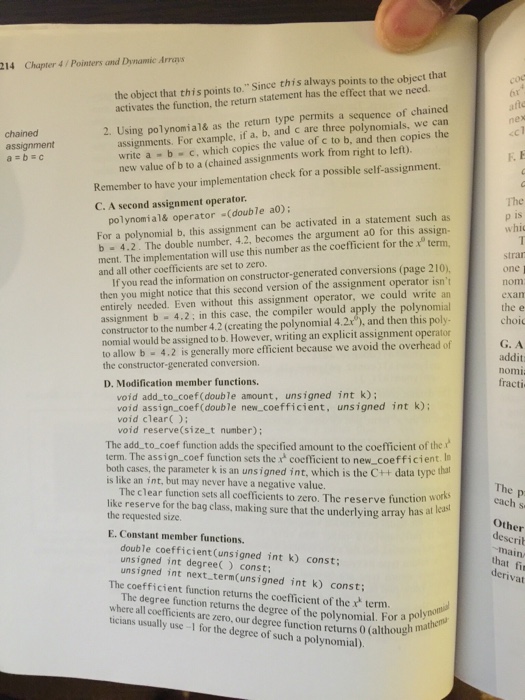 214 Chapter 4 / Pointers and Dynamic Arrays
the object that this points to." Since this always points to the object that
activates the function, the return statement has the effect that we need.
chained
assignment
a = b = c
2. Using polynomial& as the return type permits a sequence of chained
assignments. For example, if a, b, and c are three polynomials, we can
write a = b = c, which copies the value of c to b, and then copies the
new value of b to a (chained assignments work from right to left).
Remember to have your implementation check for a possible self-assignment.
C. A second assignment operator.
polynomial& operator =(double a0);
For a polynomial b, this assignment can be activated in a statement such as
b = 4.2. The double number, 4.2, becomes the argument a0 for this assign-
ment. The implementation will use this number as the coefficient for the x⁰ term,
and all other coefficients are set to zero.
If you read the information on constructor-generated conversions (page 210),
then you might notice that this second version of the assignment operator isn't
entirely needed. Even without this assignment operator, we could write an
assignment b = 4.2; in this case, the compiler would apply the polynomial
constructor to the number 4.2 (creating the polynomial 4.2x⁰), and then this poly-
nomial would be assigned to b. However, writing an explicit assignment operator
to allow b = 4.2 is generally more efficient because we avoid the overhead of
the constructor-generated conversion.
D. Modification member functions.
void add_to_coef(double amount, unsigned int k);
void assign_coef(double new_coefficient, unsigned int k);
void clear( );
void reserve(size_t number);
The add_to_coef function adds the specified amount to the coefficient of the xᵏ
term. The assign_coef function sets the xᵏ coefficient to new_coefficient. In
both cases, the parameter k is an unsigned int, which is the C++ data type that
is like an int, but may never have a negative value.
The clear function sets all coefficients to zero. The reserve function works
like reserve for the bag class, making sure that the underlying array has at least
the requested size.
E. Constant member functions.
double coefficient(unsigned int k) const;
unsigned int degree( ) const;
unsigned int next_term(unsigned int k) const;
The coefficient function returns the coefficient of the xᵏ term.
The degree function returns the degree of the polynomial. For a polynomial
where all coefficients are zero, our degree function returns 0 (although mathema-
ticians usually use -1 for the degree of such a polynomial).
F. E
The
p is
whic
T
stran
one
nom
exam
the e
choic
G. A
addit
nomi
fracti
The p
each s
Other
describ
main
that fi
derivat